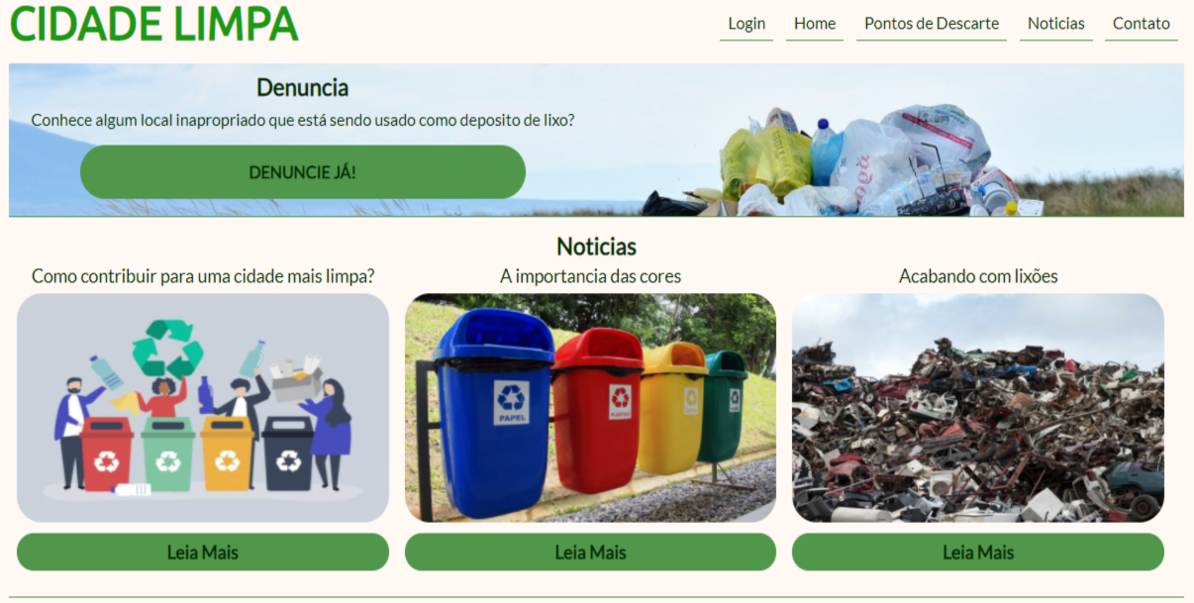 CIDADE LIMPA
Login Home Pontos de Descarte Noticias Contato
Denuncia
Conhece algum local inapropriado que está sendo usado como deposito de lixo?
DENUNCIE JÁ!
Noticias
Como contribuir para uma cidade mais limpa?
A importancia das cores
Acabando com lixões
PAPEL
Leia Mais
Leia Mais
Leia Mais